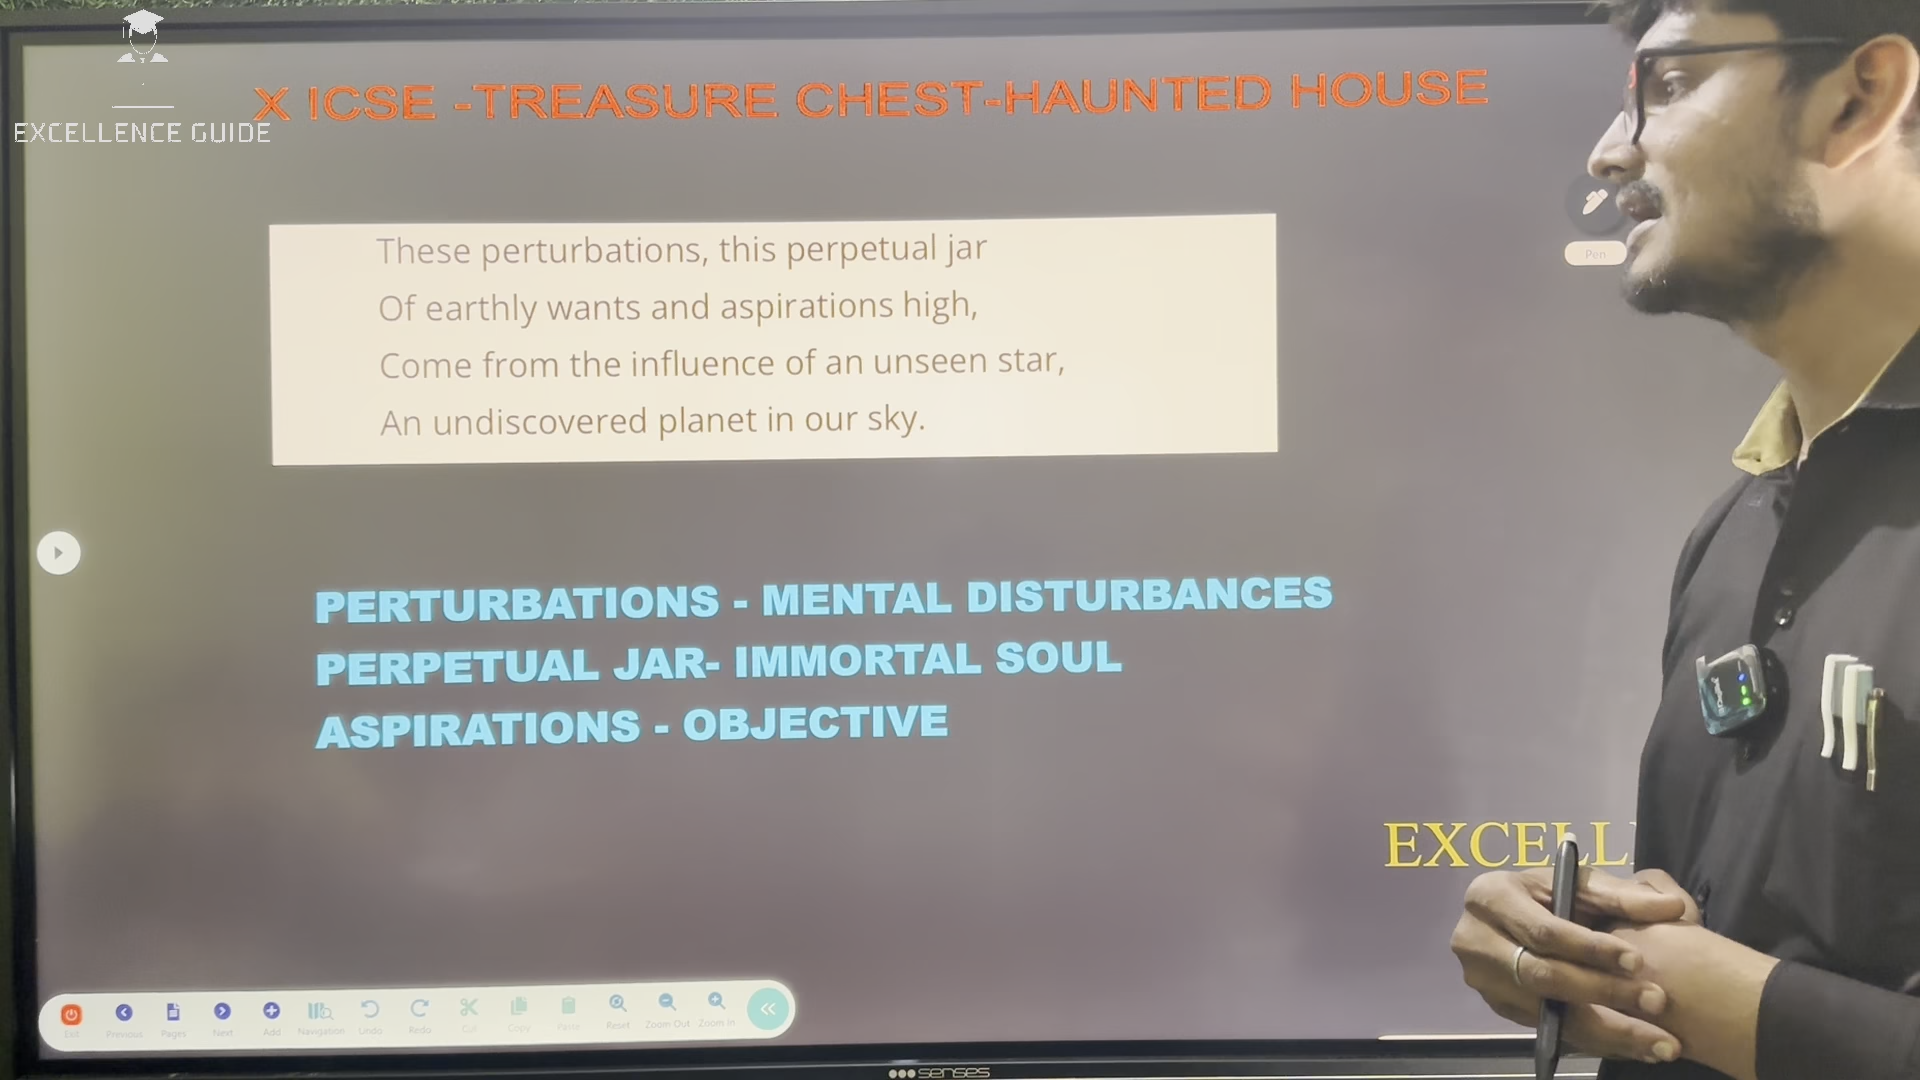 X ICSE -TREASURE CHEST-HAUNTED HOUSE
EXCELLENCE GUIDE
These perturbations, this perpetual jar
Of earthly wants and aspirations high,
Come from the influence of an unseen star,
An undiscovered planet in our sky.
Pen
PERTURBATIONS - MENTAL DISTURBANCES
PERPETUAL JAR- IMMORTAL SOUL
ASPIRATIONS - OBJECTIVE
EXCELL
Exit Previous Pages Next Add Navigation Undo Redo Cut Copy Paste Reset Zoom Out Zoom In
senses